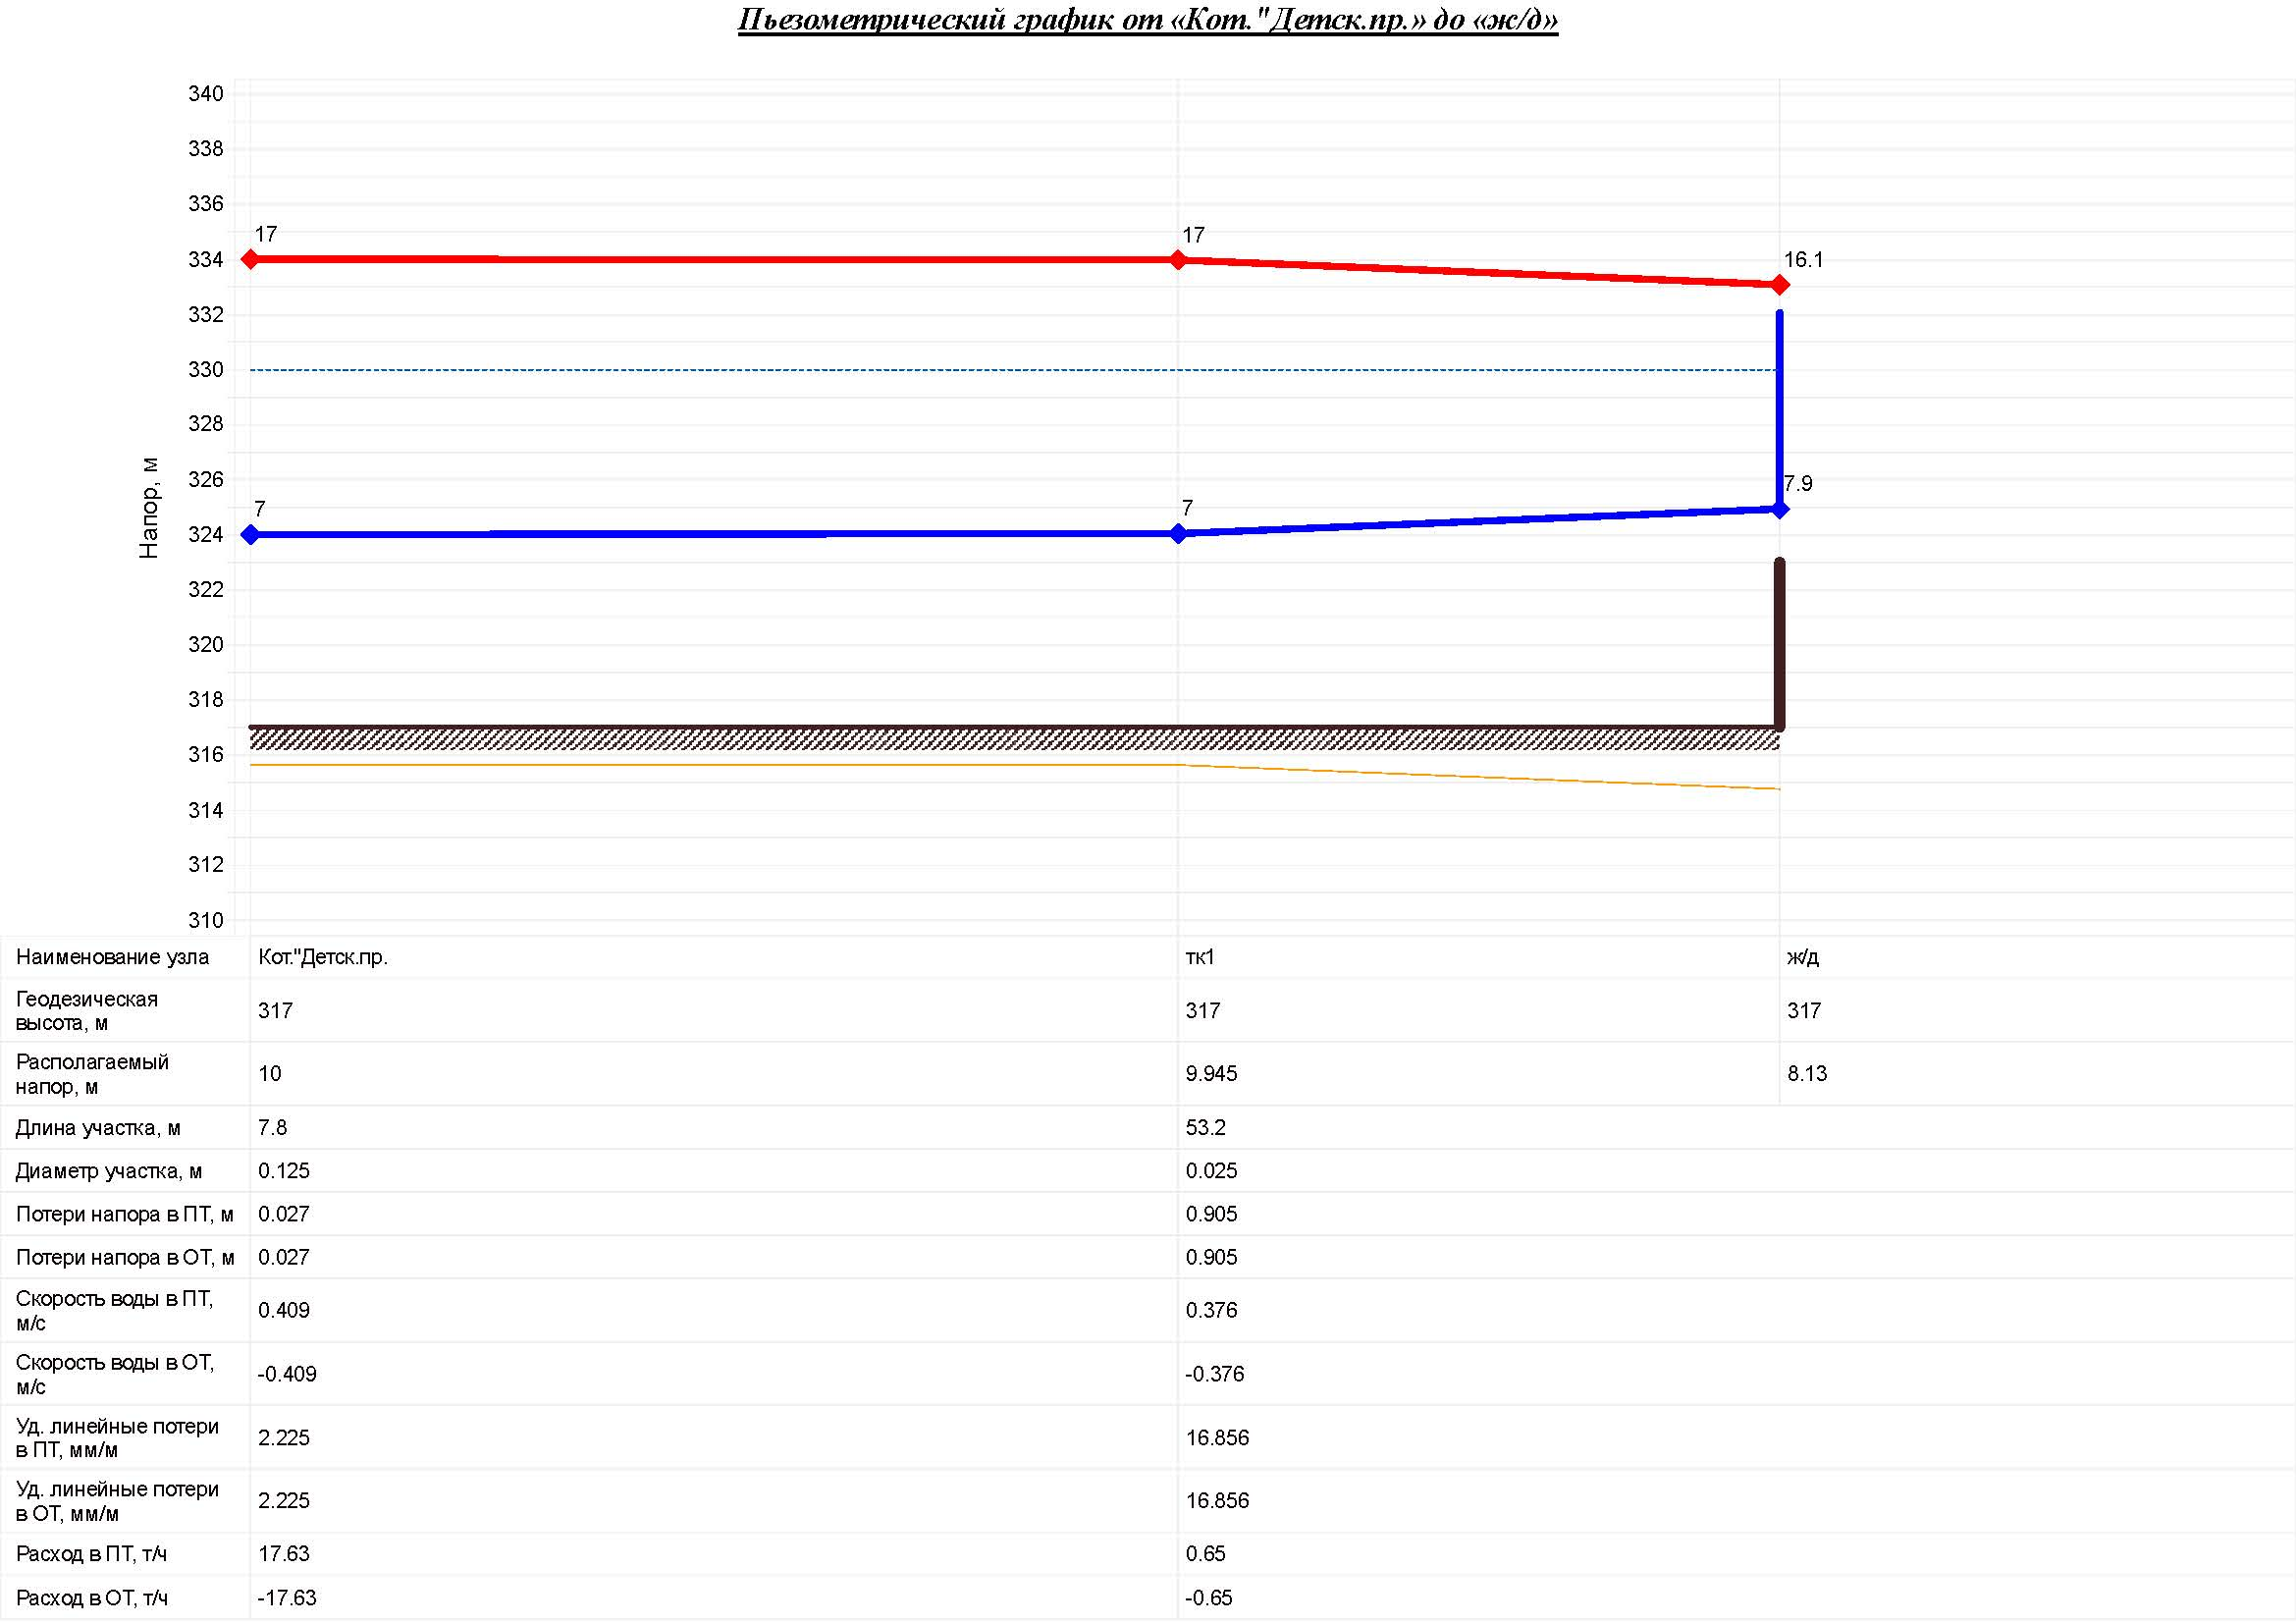 Пьезометрический график от «Кот."Детск.пр.» до «ж/д»
340
338
336
334
332
330
328
326
324
322
320
318
316
314
312
310
Напор, м
17
17
16.1
7
7
7.9
Наименование узла
Кот."Детск.пр.
тк1
ж/д
Геодезическая
высота, м
317
317
317
Располагаемый
напор, м
10
9.945
8.13
Длина участка, м
7.8
53.2
Диаметр участка, м
0.125
0.025
Потери напора в ПТ, м
0.027
0.905
Потери напора в ОТ, м
0.027
0.905
Скорость воды в ПТ,
м/с
0.409
0.376
Скорость воды в ОТ,
м/с
-0.409
-0.376
Уд. линейные потери
в ПТ, мм/м
2.225
16.856
Уд. линейные потери
в ОТ, мм/м
2.225
16.856
Расход в ПТ, т/ч
17.63
0.65
Расход в ОТ, т/ч
-17.63
-0.65